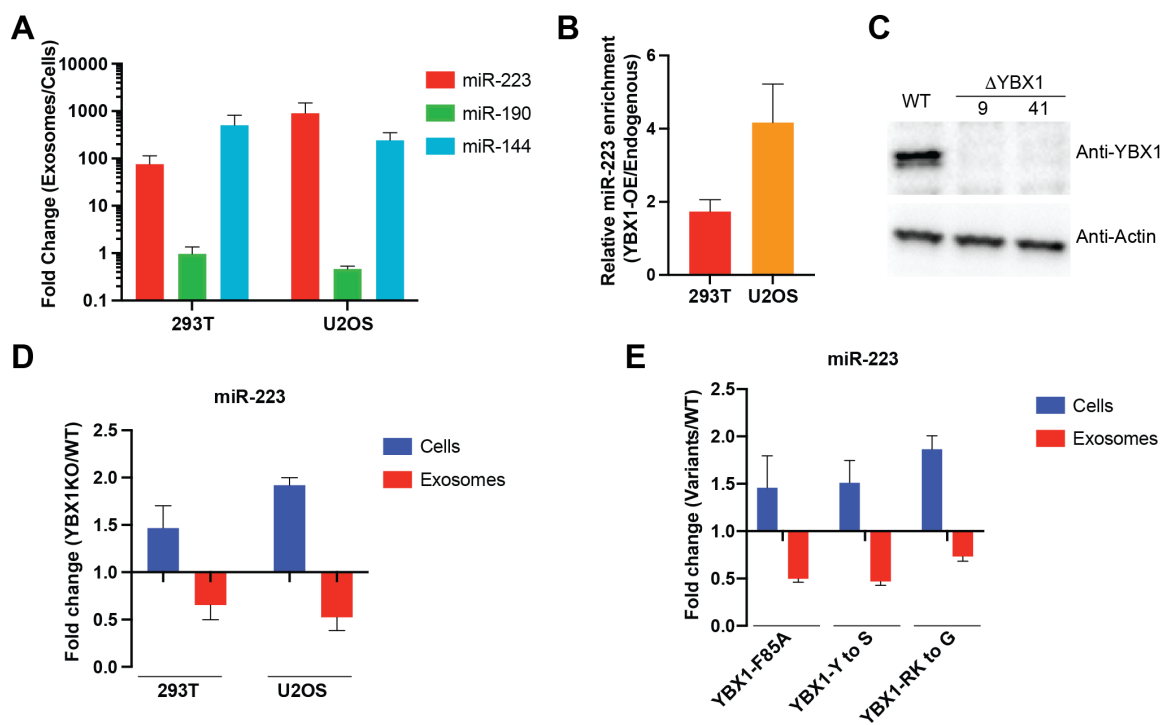 A
Fold Change (Exosomes/Cells)
10000
1000
100
10
1
0.1
293T
U2OS
miR-223
miR-190
miR-144
B
Relative miR-223 enrichment
(YBX1-OE/Endogenous)
6
4
2
0
293T U2OS
C
WT
ΔYBX1
9 41
Anti-YBX1
Anti-Actin
D
miR-223
Fold change (YBX1KO/WT)
2.5
2.0
1.5
1.0
0.5
0.0
293T
U2OS
Cells
Exosomes
E
miR-223
Fold change (Variants/WT)
2.5
2.0
1.5
1.0
0.5
0.0
YBX1-F85A
YBX1-Y to S
YBX1-RK to G
Cells
Exosomes